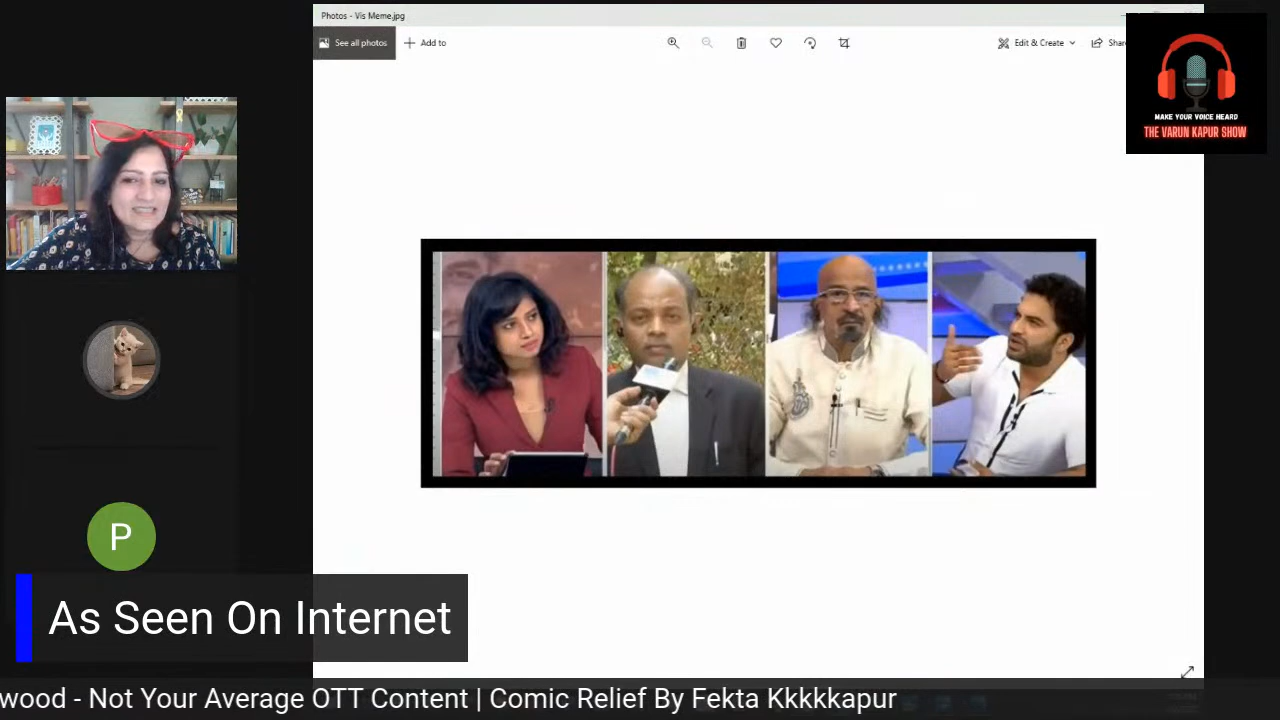 Photos - Vis Meme.jpg
See all photos
Add to
Edit & Create
Shar
MAKE YOUR VOICE HEARD
THE VARUN KAPUR SHOW
P
As Seen On Internet
wood - Not Your Average OTT Content | Comic Relief By Fekta Kkkkkapur